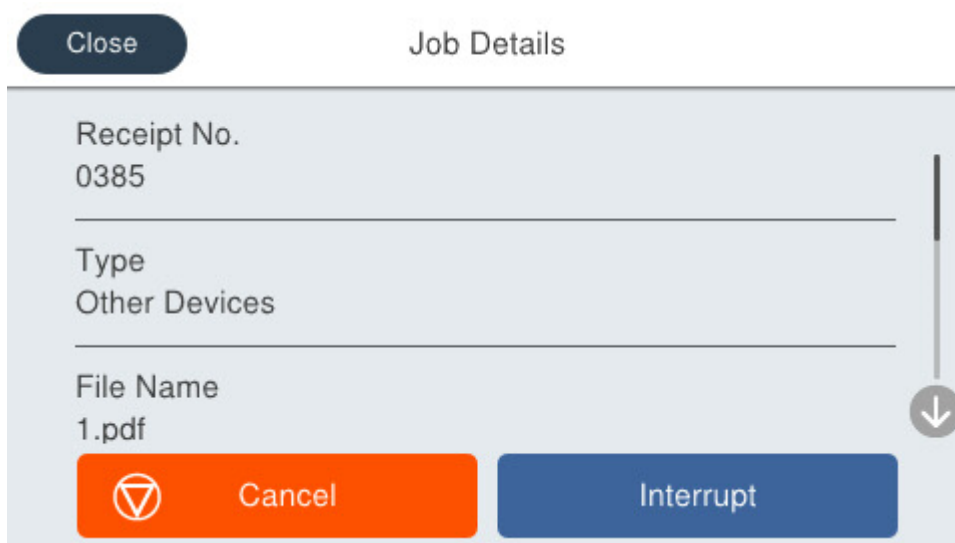 Close
Job Details
Receipt No.
0385
Type
Other Devices
File Name
1.pdf
Cancel
Interrupt